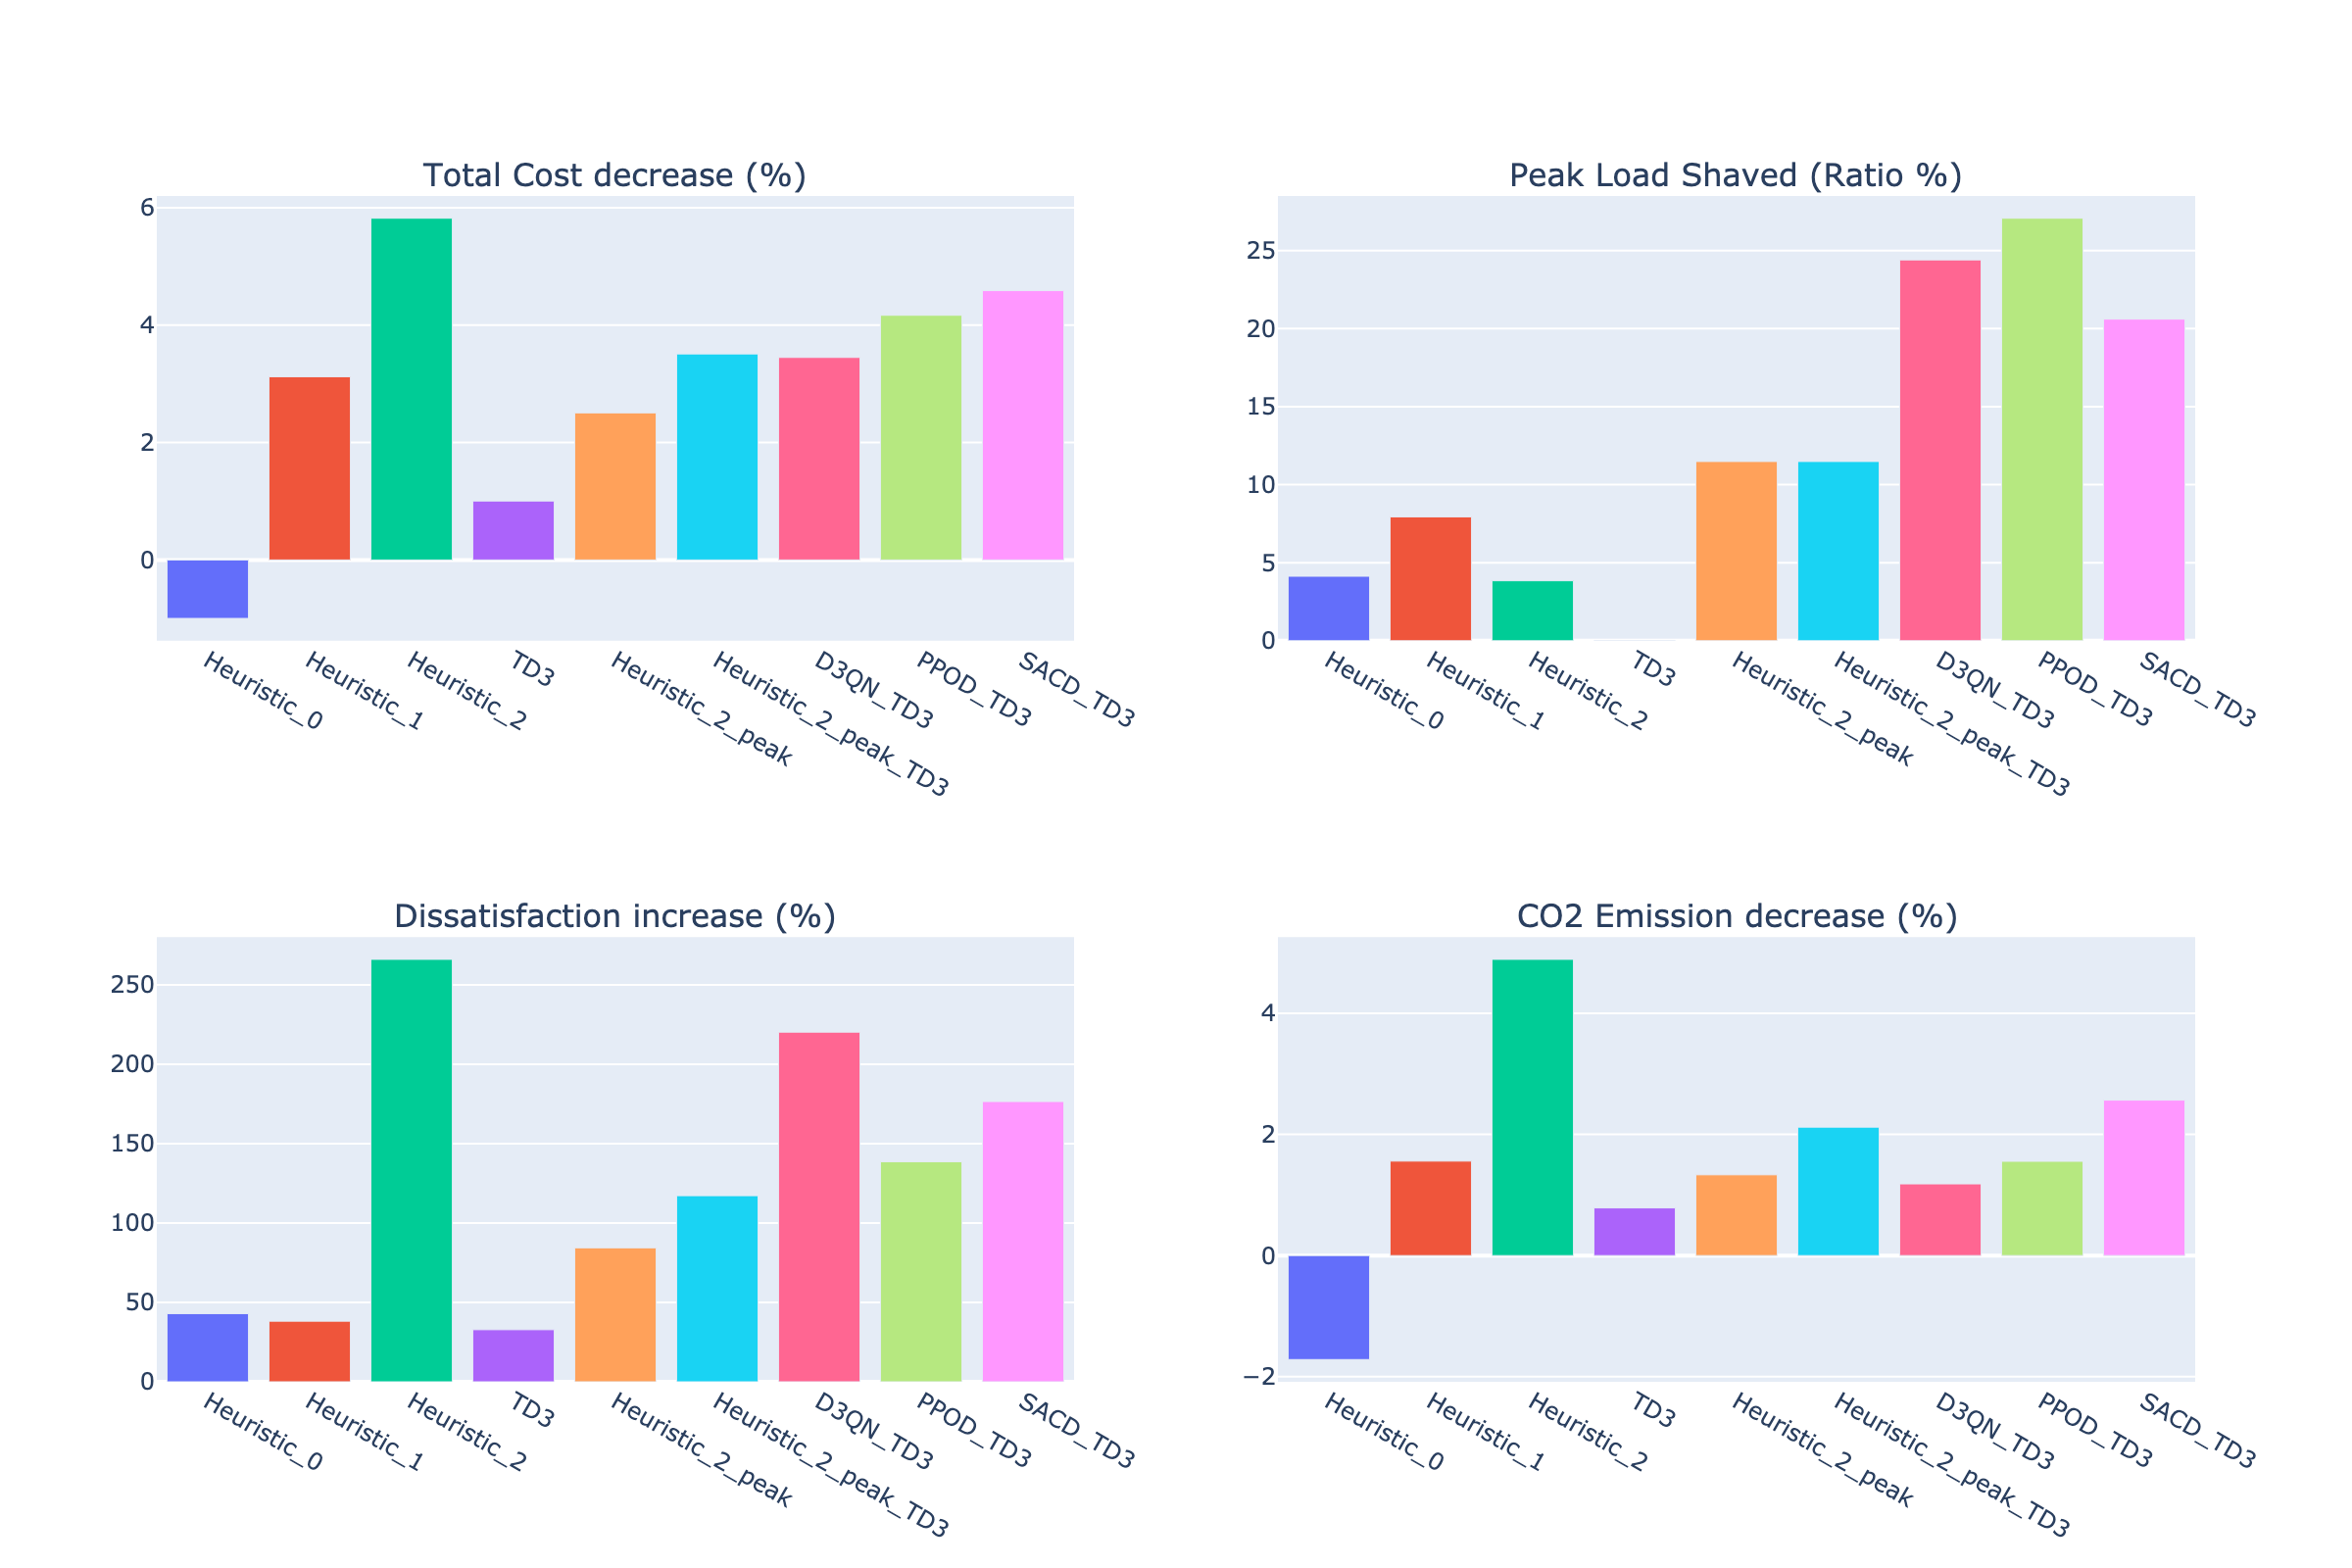 Total Cost decrease (%)
6
4
2
0
Heuristic_0
Heuristic_1
Heuristic_2
TD3
Heuristic_2_peak
Heuristic_2_peak_TD3
D3QN_TD3
PPOD_TD3
SACD_TD3
Peak Load Shaved (Ratio %)
25
20
15
10
5
0
Heuristic_0
Heuristic_1
Heuristic_2
TD3
Heuristic_2_peak
Heuristic_2_peak_TD3
D3QN_TD3
PPOD_TD3
SACD_TD3
Dissatisfaction increase (%)
250
200
150
100
50
0
Heuristic_0
Heuristic_1
Heuristic_2
TD3
Heuristic_2_peak
Heuristic_2_peak_TD3
D3QN_TD3
PPOD_TD3
SACD_TD3
CO2 Emission decrease (%)
4
2
0
−2
Heuristic_0
Heuristic_1
Heuristic_2
TD3
Heuristic_2_peak
Heuristic_2_peak_TD3
D3QN_TD3
PPOD_TD3
SACD_TD3